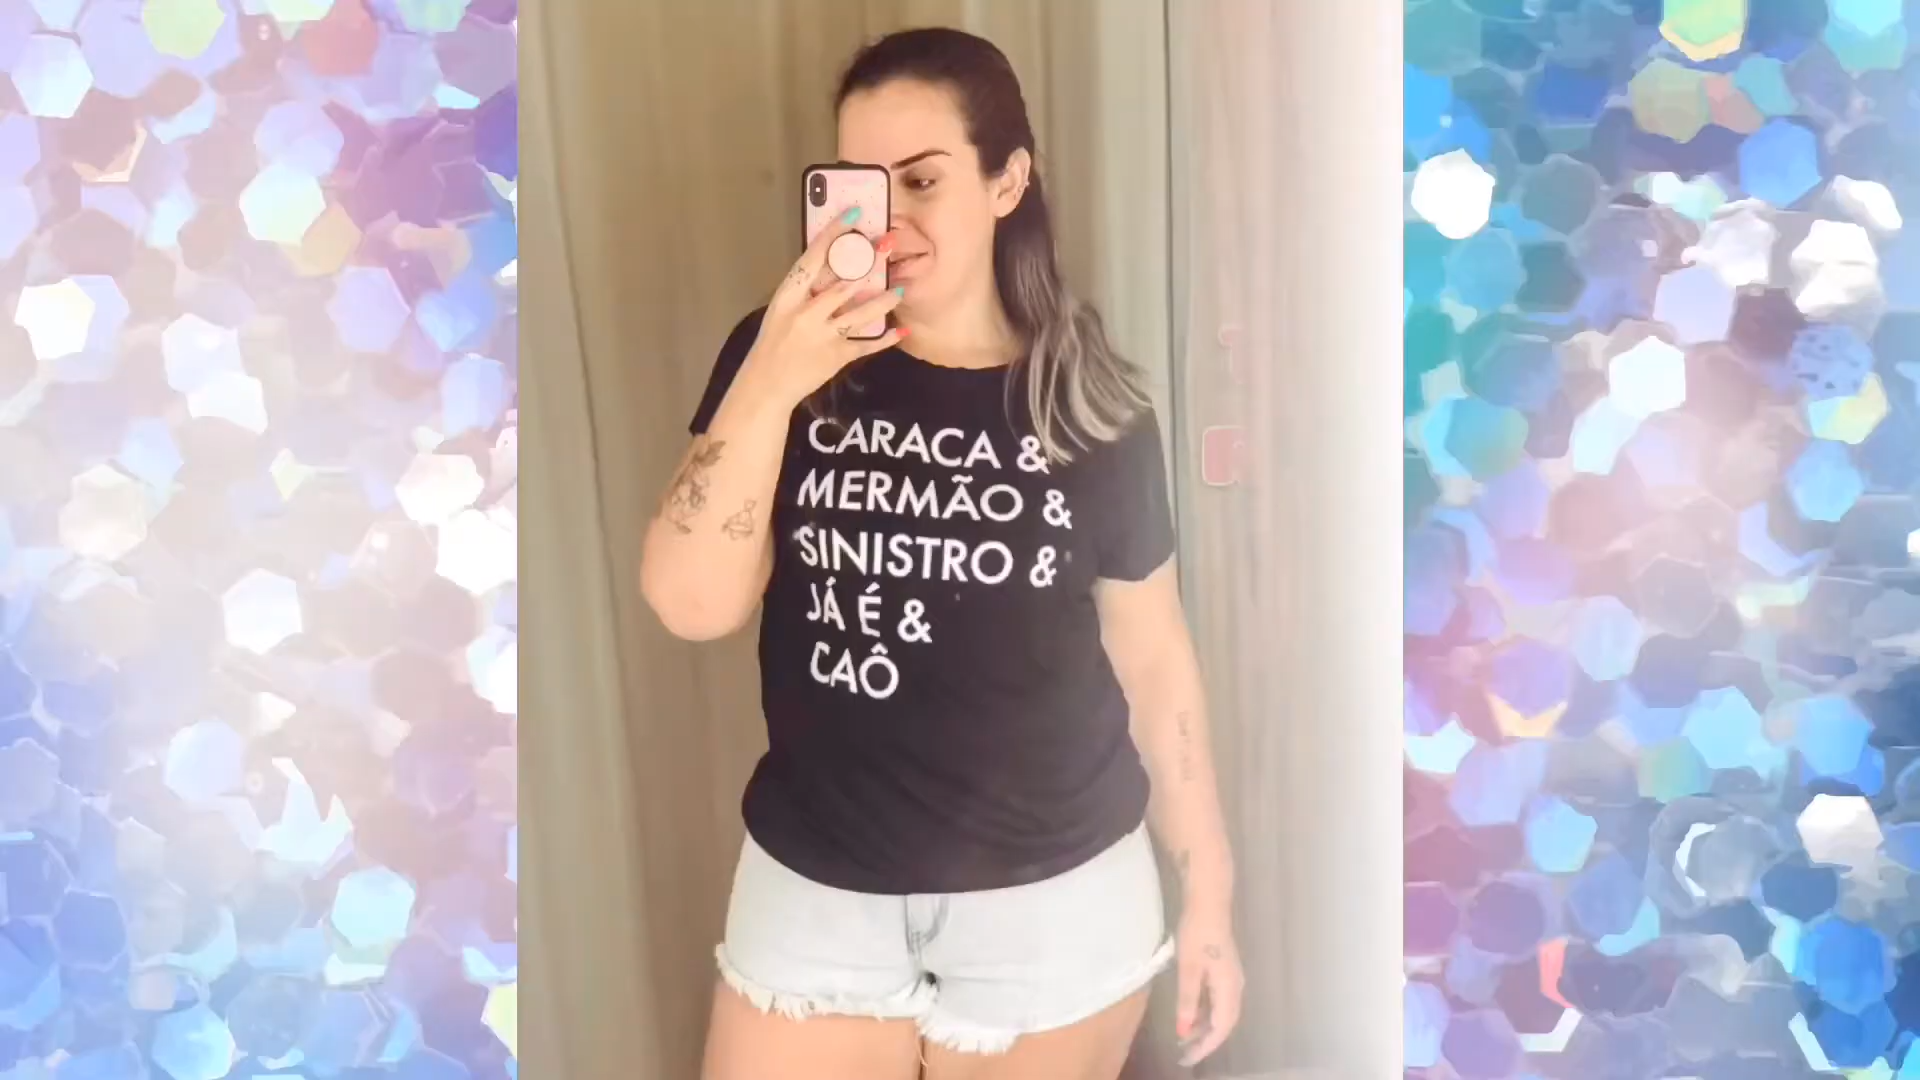 CARACA &
MERMÃO &
SINISTRO &
JÁ É &
CAÔ